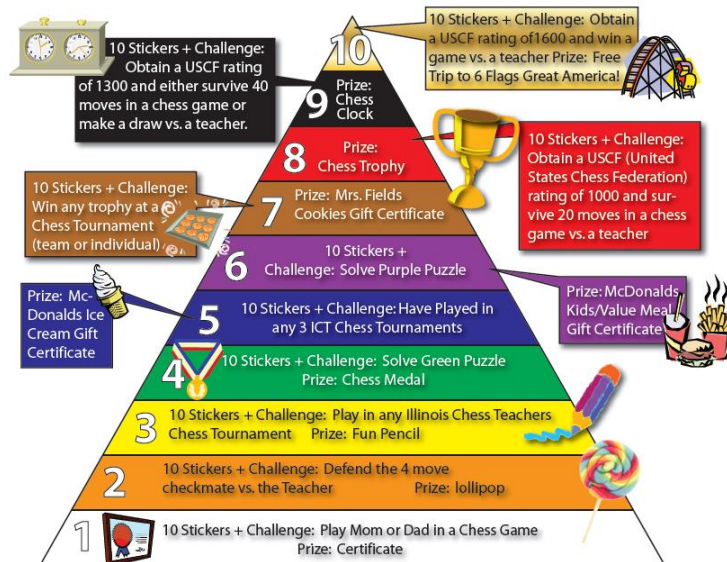 10
10 Stickers + Challenge: Obtain
a USCF rating of1600 and win a
game vs. a teacher Prize: Free
Trip to 6 Flags Great America!
10 Stickers + Challenge:
Obtain a USCF rating
of 1300 and either survive 40
moves in a chess game or
make a draw vs. a teacher.
9
Prize:
Chess
Clock
8
Prize:
Chess Trophy
10 Stickers + Challenge:
Obtain a USCF (United
States Chess Federation)
rating of 1000 and sur-
vive 20 moves in a chess
game vs. a teacher
10 Stickers + Challenge:
Win any trophy at a
Chess Tournament
(team or individual)
7
Prize: Mrs. Fields
Cookies Gift Certificate
6
10 Stickers +
Challenge: Solve Purple Puzzle
Prize: McDonalds
Kids/Value Meal
Gift Certificate
Prize: Mc-
Donalds Ice
Cream Gift
Certificate
5
10 Stickers + Challenge: Have Played in
any 3 ICT Chess Tournaments
4
10 Stickers + Challenge: Solve Green Puzzle
Prize: Chess Medal
3
10 Stickers + Challenge: Play in any Illinois Chess Teachers
Chess Tournament Prize: Fun Pencil
2
10 Stickers + Challenge: Defend the 4 move
checkmate vs. the Teacher Prize: lollipop
1
10 Stickers + Challenge: Play Mom or Dad in a Chess Game
Prize: Certificate